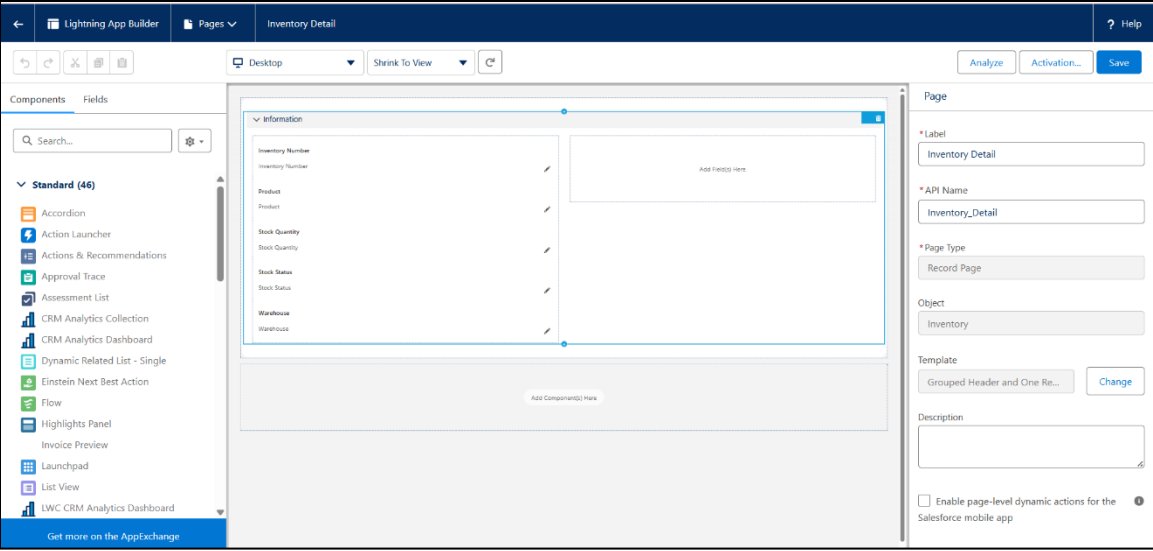 Lightning App Builder
Pages
Inventory Detail
? Help
Desktop
Shrink To View
Analyze
Activation...
Save
Components
Fields
Search...
Standard (46)
Accordion
Action Launcher
Actions & Recommendations
Approval Trace
Assessment List
CRM Analytics Collection
CRM Analytics Dashboard
Dynamic Related List - Single
Einstein Next Best Action
Flow
Highlights Panel
Invoice Preview
Launchpad
List View
LWC CRM Analytics Dashboard
Get more on the AppExchange
Information
Inventory Number
Inventory Number
Product
Product
Stock Quantity
Stock Quantity
Stock Status
Stock Status
Warehouse
Warehouse
Add Field(s) Here
Add Component(s) Here
Page
*Label
Inventory Detail
*API Name
Inventory_Detail
*Page Type
Record Page
Object
Inventory
Template
Grouped Header and One Re...
Change
Description
Enable page-level dynamic actions for the
Salesforce mobile app